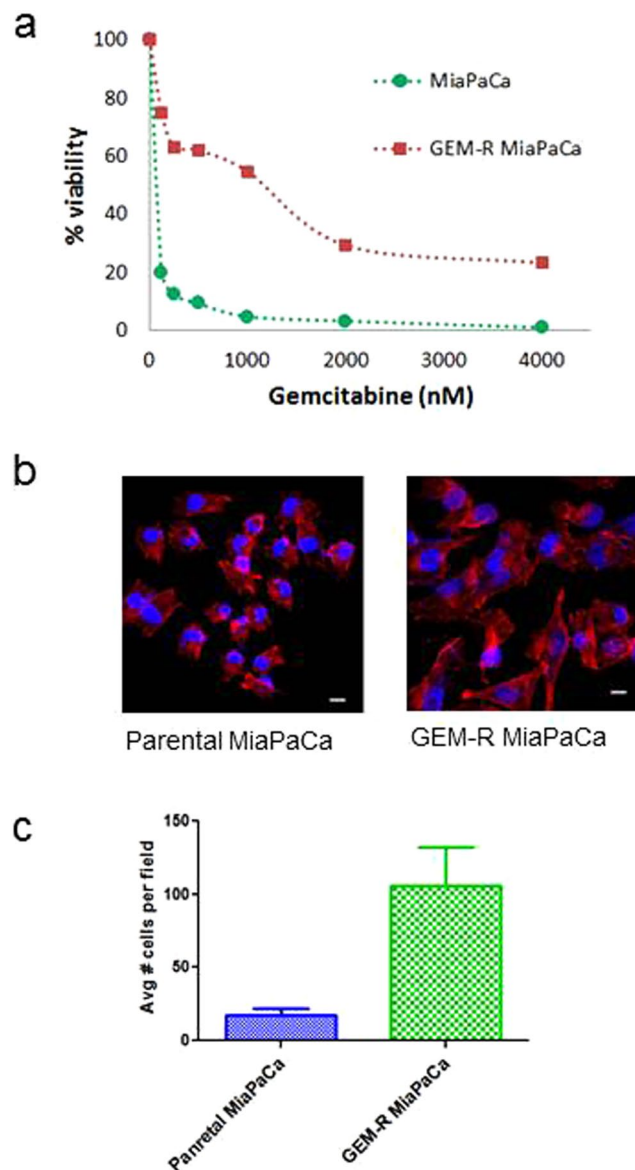 a
100
80
60
40
20
0
% viability
MiaPaCa
GEM-R MiaPaCa
0 1000 2000 3000 4000
Gemcitabine (nM)
b
Parental MiaPaCa
GEM-R MiaPaCa
c
150
100
50
0
Avg # cells per field
Panretal MiaPaCa
GEM-R MiaPaCa